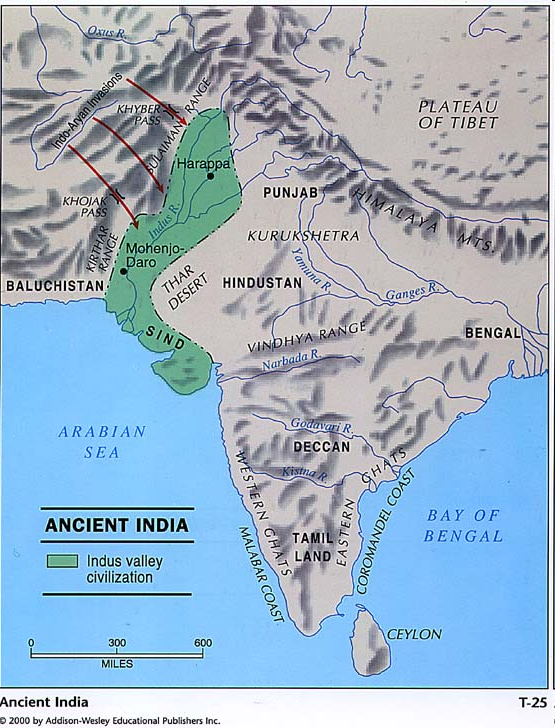 Oxus R.
Indo-Aryan Invasions
KHYBER
PASS
SULAIMAN RANGE
PLATEAU
OF TIBET
Harappa
PUNJAB
HIMALAYA MTS.
KHOJAK
PASS
Indus R.
KURUKSHETRA
KIRTHAR
RANGE
Mohenjo-
Daro
THAR
DESERT
Yamuna R.
BALUCHISTAN
HINDUSTAN
Ganges R.
SIND
VINDHYA RANGE
BENGAL
Narbada R.
ARABIAN
SEA
Godavari R.
DECCAN
Kistna R.
WESTERN GHATS
EASTERN GHATS
COROMANDEL COAST
MALABAR COAST
BAY OF
BENGAL
TAMIL
LAND
CEYLON
ANCIENT INDIA
Indus valley
civilization
0 300 600
MILES
Ancient India T-25
© 2000 by Addison-Wesley Educational Publishers Inc.